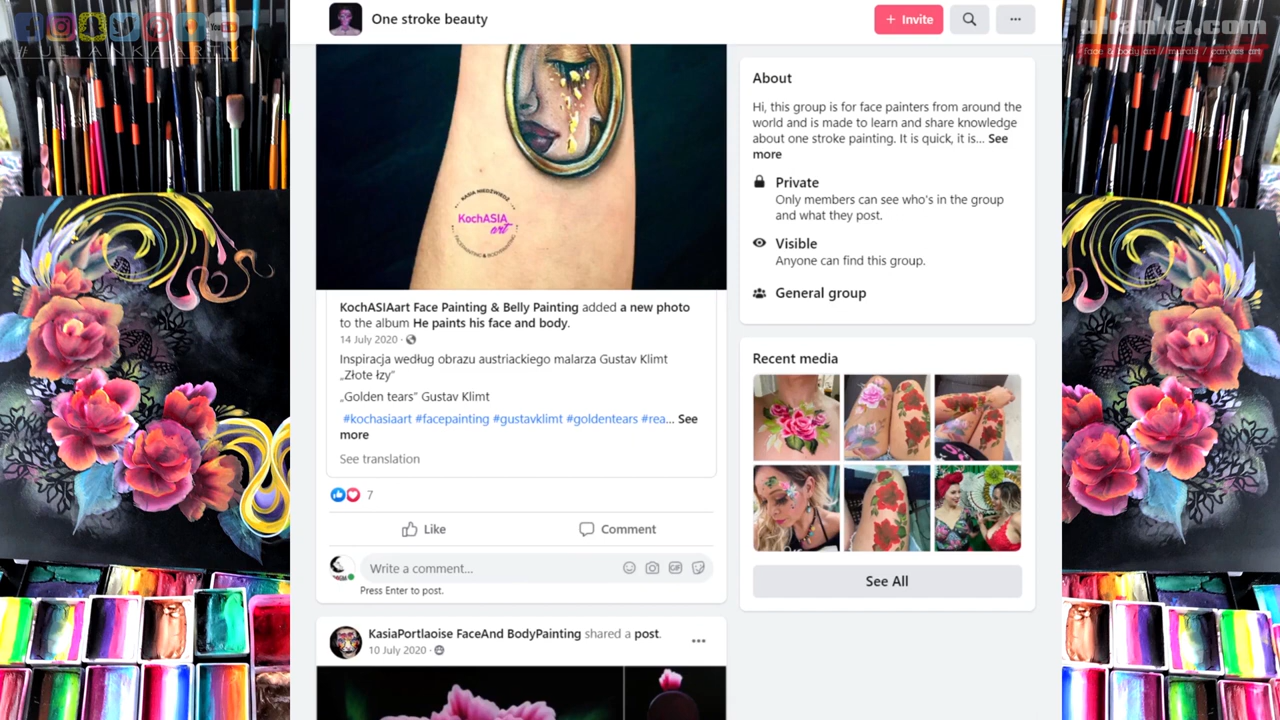 You
#ULIANKAARTY
One stroke beauty
+ Invite
ulianka.com
face & body art // murals // canvas art
KASIA NIEDŹWIEDŹ
KochASIA
art
FACEPAINTING & BODYPAINTING
KochASIAart Face Painting & Belly Painting added a new photo
to the album He paints his face and body.
14 July 2020 ·
Inspiracja według obrazu austriackiego malarza Gustav Klimt
„Złote łzy”
„Golden tears” Gustav Klimt
#kochasiaart #facepainting #gustavklimt #goldentears #rea... See
more
See translation
7
Like
Comment
Write a comment...
GIF
Press Enter to post.
KasiaPortlaoise FaceAnd BodyPainting shared a post.
10 July 2020 ·
About
Hi, this group is for face painters from around the
world and is made to learn and share knowledge
about one stroke painting. It is quick, it is... See
more
Private
Only members can see who's in the group
and what they post.
Visible
Anyone can find this group.
General group
Recent media
See All